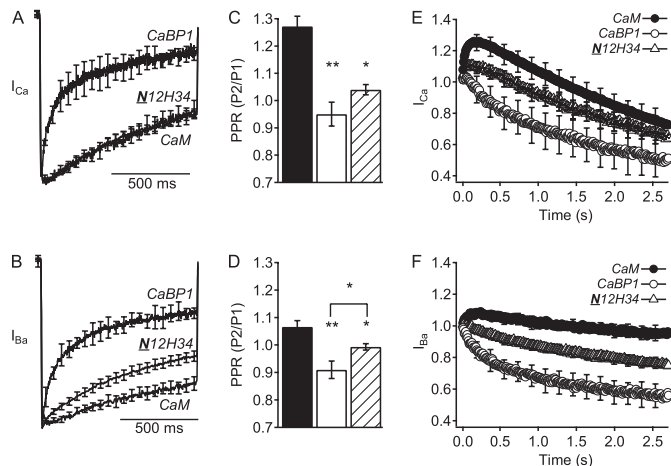 A
CaBP1
I_Ca
N12H34
CaM
500 ms
C
1.3
1.2
1.1
1.0
0.9
0.8
0.7
PPR (P2/P1)
**
*
E
CaM
CaBP1
N12H34
1.2
1.0
0.8
0.6
0.4
I_Ca
0.0 0.5 1.0 1.5 2.0 2.5
Time (s)
B
CaBP1
I_Ba
N12H34
CaM
500 ms
D
1.3
1.2
1.1
1.0
0.9
0.8
0.7
PPR (P2/P1)
*
**
*
F
CaM
CaBP1
N12H34
1.4
1.2
1.0
0.8
0.6
0.4
I_Ba
0.0 0.5 1.0 1.5 2.0 2.5
Time (s)